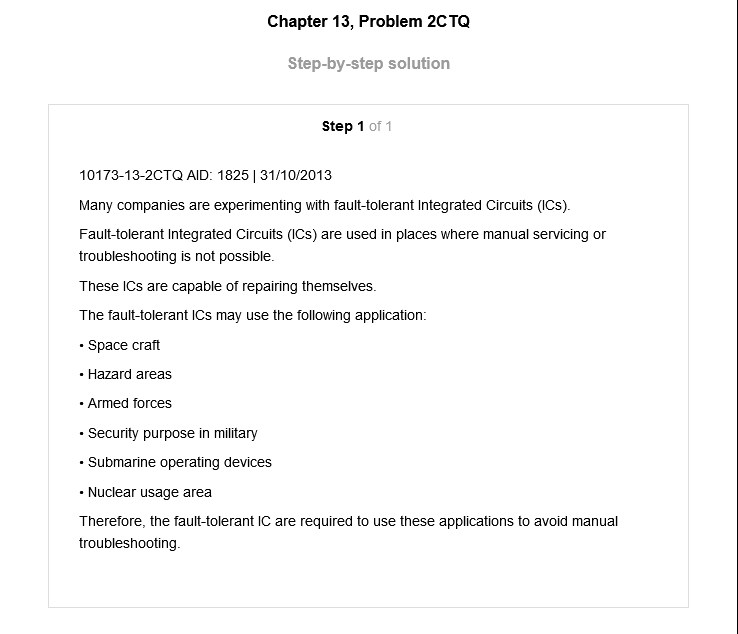 Chapter 13, Problem 2CTQ
Step-by-step solution
Step 1 of 1
10173-13-2CTQ AID: 1825 | 31/10/2013
Many companies are experimenting with fault-tolerant Integrated Circuits (ICs).
Fault-tolerant Integrated Circuits (ICs) are used in places where manual servicing or
troubleshooting is not possible.
These ICs are capable of repairing themselves.
The fault-tolerant ICs may use the following application:
• Space craft
• Hazard areas
• Armed forces
• Security purpose in military
• Submarine operating devices
• Nuclear usage area
Therefore, the fault-tolerant IC are required to use these applications to avoid manual
troubleshooting.